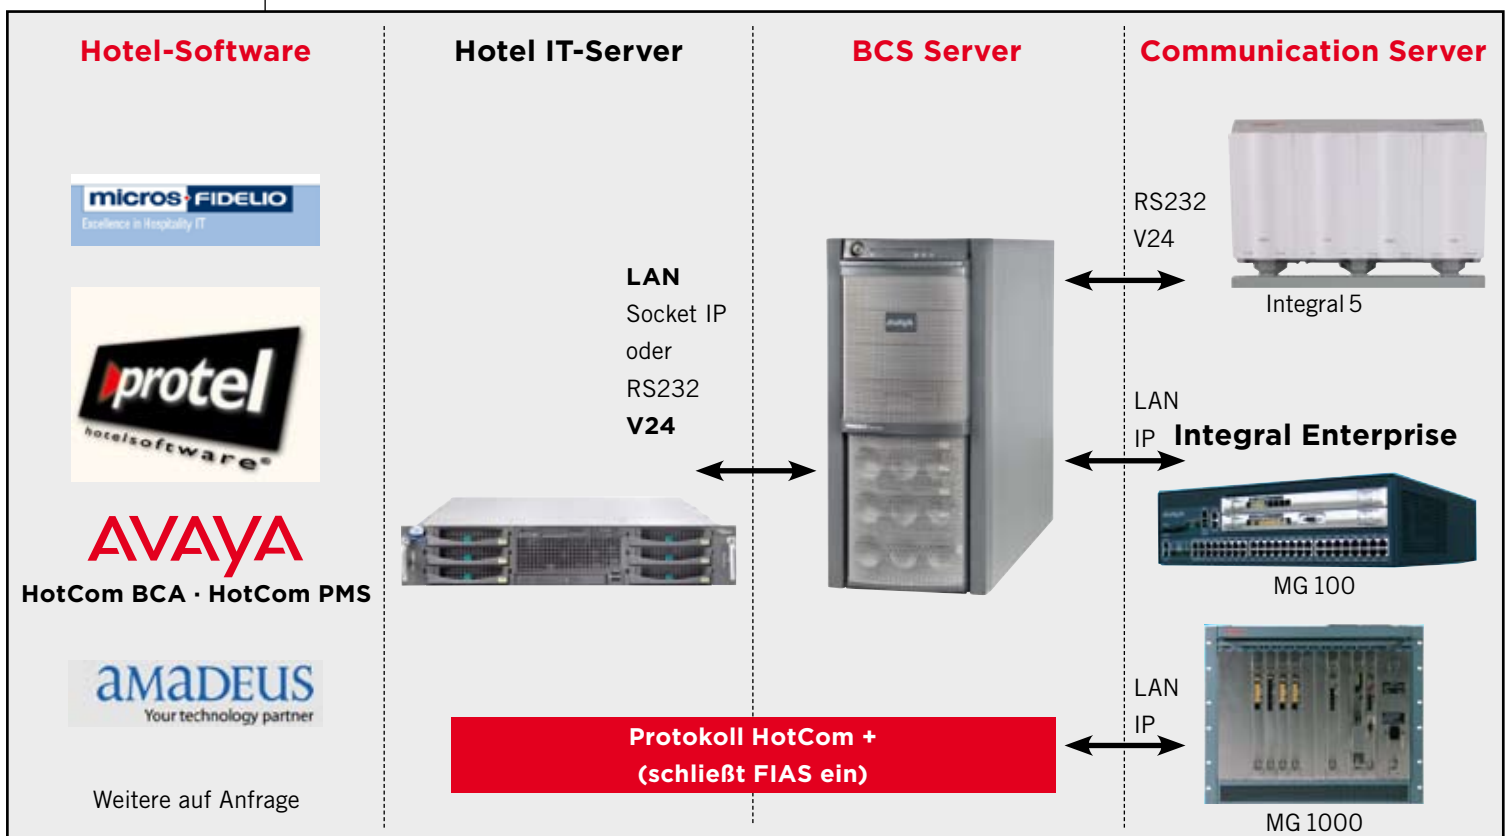 Hotel-Software
Hotel IT-Server
BCS Server
Communication Server
micros FIDELIO
Excellence in Hospitality IT
protel
hotelsoftware®
AVAYA
HotCom BCA · HotCom PMS
amadeus
Your technology partner
Weitere auf Anfrage
LAN
Socket IP
oder
RS232
V24
AVAYA
Protokoll HotCom +
(schließt FIAS ein)
RS232
V24
Integral 5
LAN
IP
Integral Enterprise
MG 100
LAN
IP
MG 1000